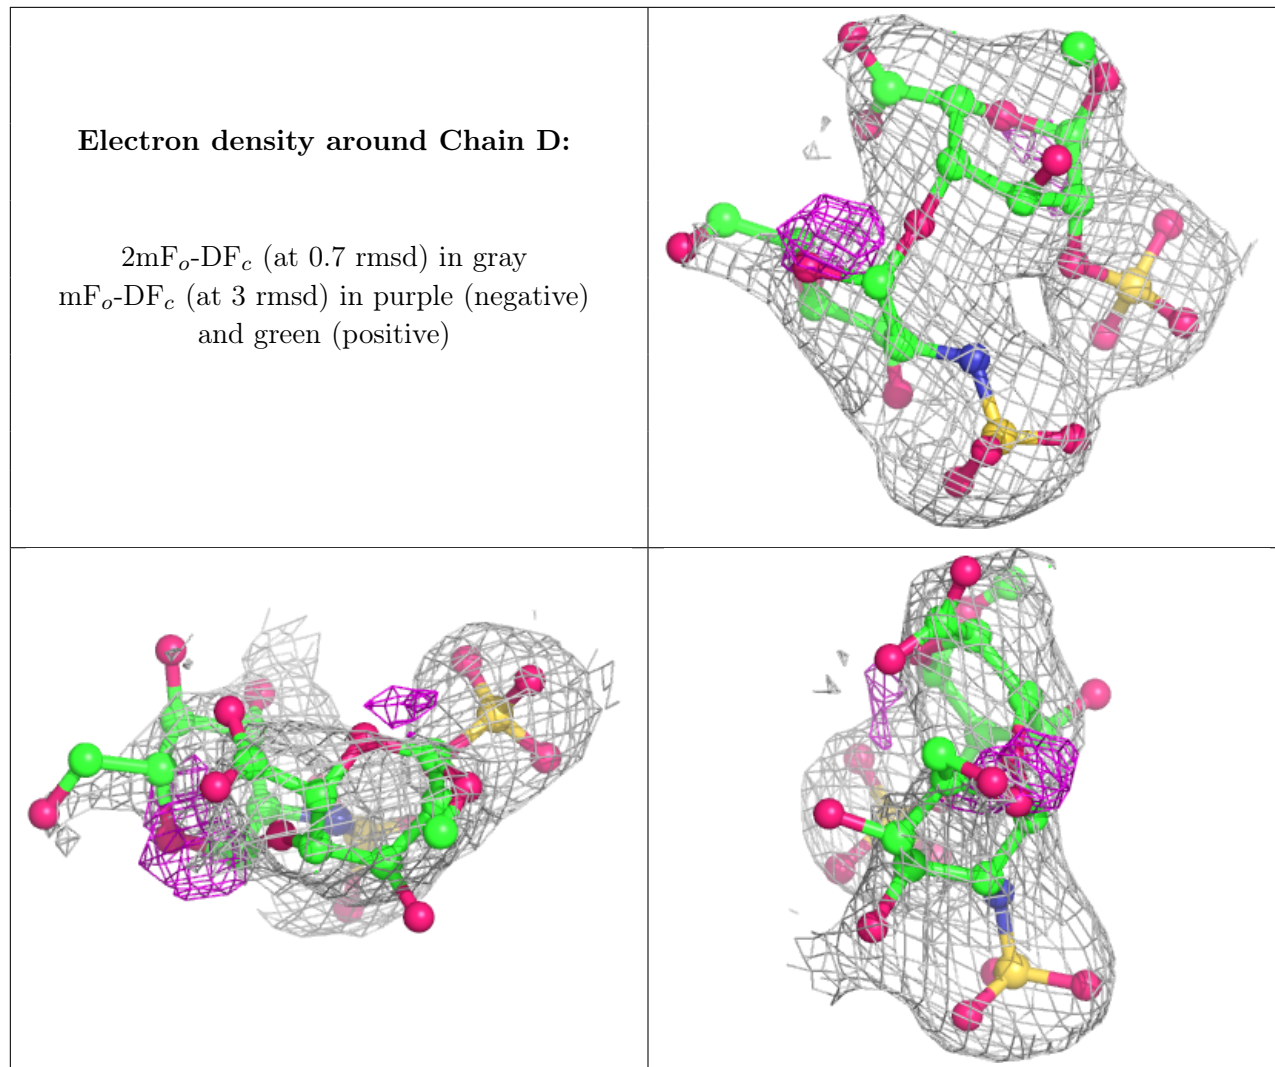 Electron density around Chain D:
2mFo-DFc (at 0.7 rmsd) in gray
mFo-DFc (at 3 rmsd) in purple (negative)
and green (positive)